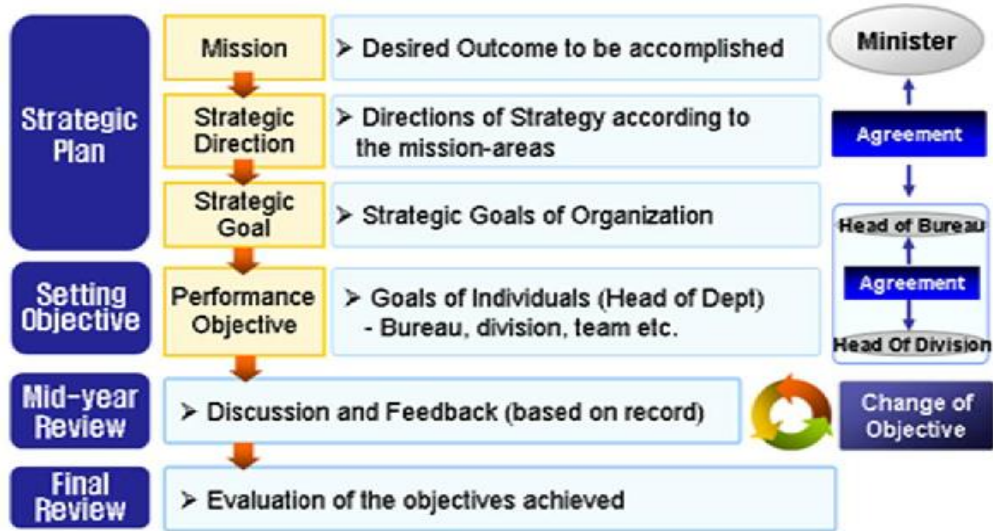 Strategic
Plan
Mission
➢ Desired Outcome to be accomplished
Strategic
Direction
➢ Directions of Strategy according to
the mission-areas
Strategic
Goal
➢ Strategic Goals of Organization
Minister
Agreement
Head of Bureau
Agreement
Head Of Division
Setting
Objective
Performance
Objective
➢ Goals of Individuals (Head of Dept)
- Bureau, division, team etc.
Mid-year
Review
➢ Discussion and Feedback (based on record)
Change of
Objective
Final
Review
➢ Evaluation of the objectives achieved